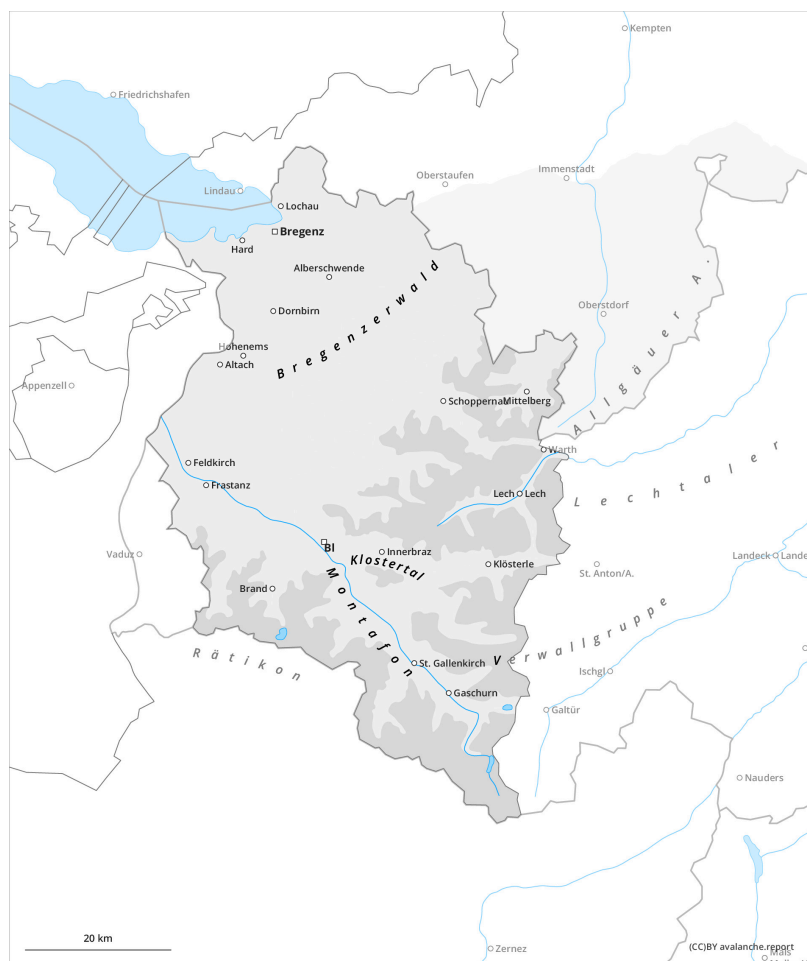 Kempten
Friedrichshafen
Immenstadt
Oberstaufen
Lindau
Lochau
Bregenz
Hard
Alberschwende
Bregenzerwald
Allgäuer A.
Oberstdorf
Dornbirn
Hohenems
Altach
Appenzell
Schoppernau
Mittelberg
Warth
Lechtaler
Feldkirch
Frastanz
Lech
Lech
Vaduz
Bl
Innerbraz
Klostertal
Klösterle
St. Anton/A.
Landeck
Brand
Montafon
Rätikon
Verwallgruppe
St. Gallenkirch
Ischgl
Gaschurn
Galtür
Nauders
20 km
Zernez
(CC)BY avalanche.report
Mals